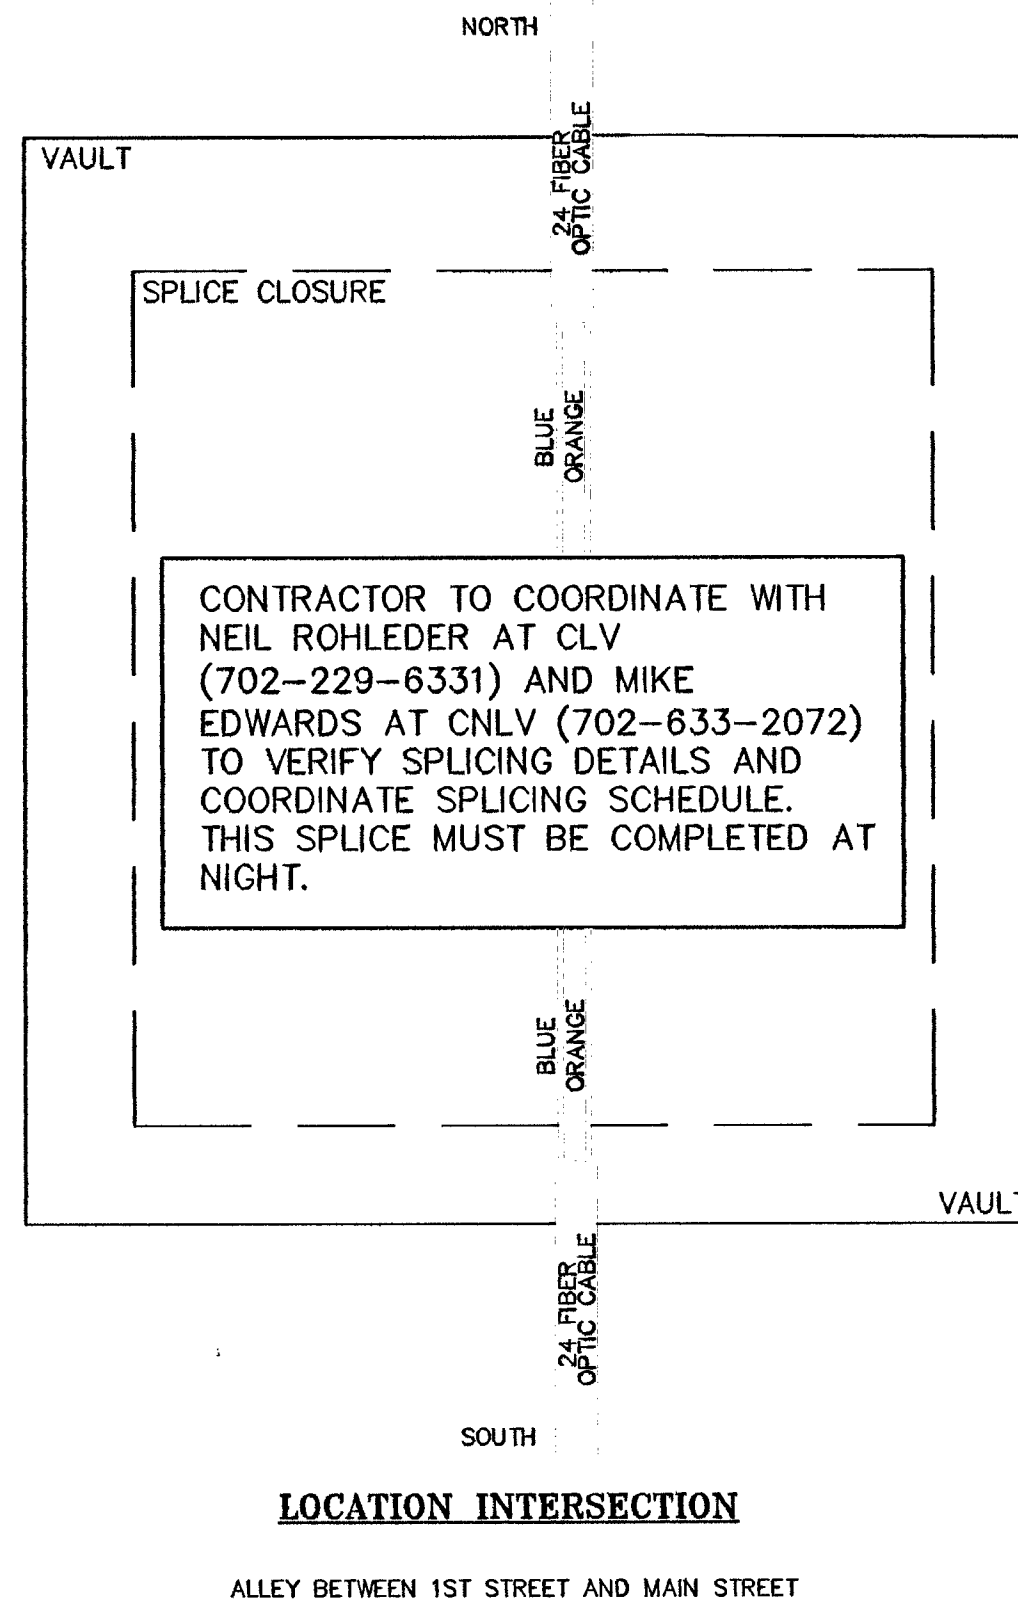 NORTH
24 FIBER
OPTIC CABLE
VAULT
SPLICE CLOSURE
BLUE
ORANGE
CONTRACTOR TO COORDINATE WITH
NEIL ROHLEDER AT CLV
(702-229-6331) AND MIKE
EDWARDS AT CNLV (702-633-2072)
TO VERIFY SPLICING DETAILS AND
COORDINATE SPLICING SCHEDULE.
THIS SPLICE MUST BE COMPLETED AT
NIGHT.
BLUE
ORANGE
VAULT
24 FIBER
OPTIC CABLE
SOUTH
LOCATION INTERSECTION
ALLEY BETWEEN 1ST STREET AND MAIN STREET